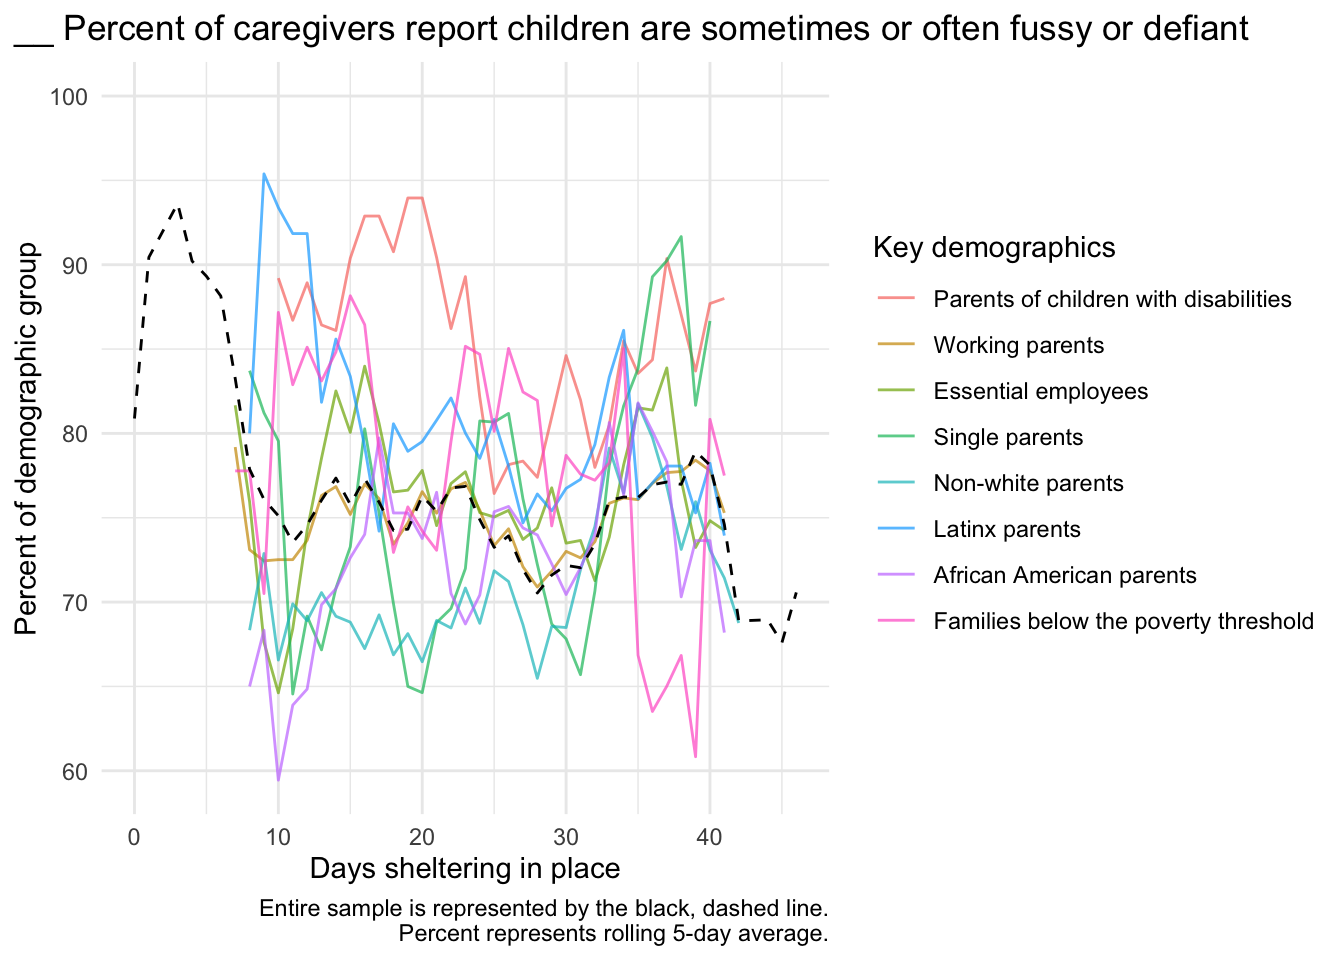 __ Percent of caregivers report children are sometimes or often fussy or defiant
Percent of demographic group
100
90
80
70
60
0 10 20 30 40
Days sheltering in place
Key demographics
Parents of children with disabilities
Working parents
Essential employees
Single parents
Non-white parents
Latinx parents
African American parents
Families below the poverty threshold
Entire sample is represented by the black, dashed line.
Percent represents rolling 5-day average.